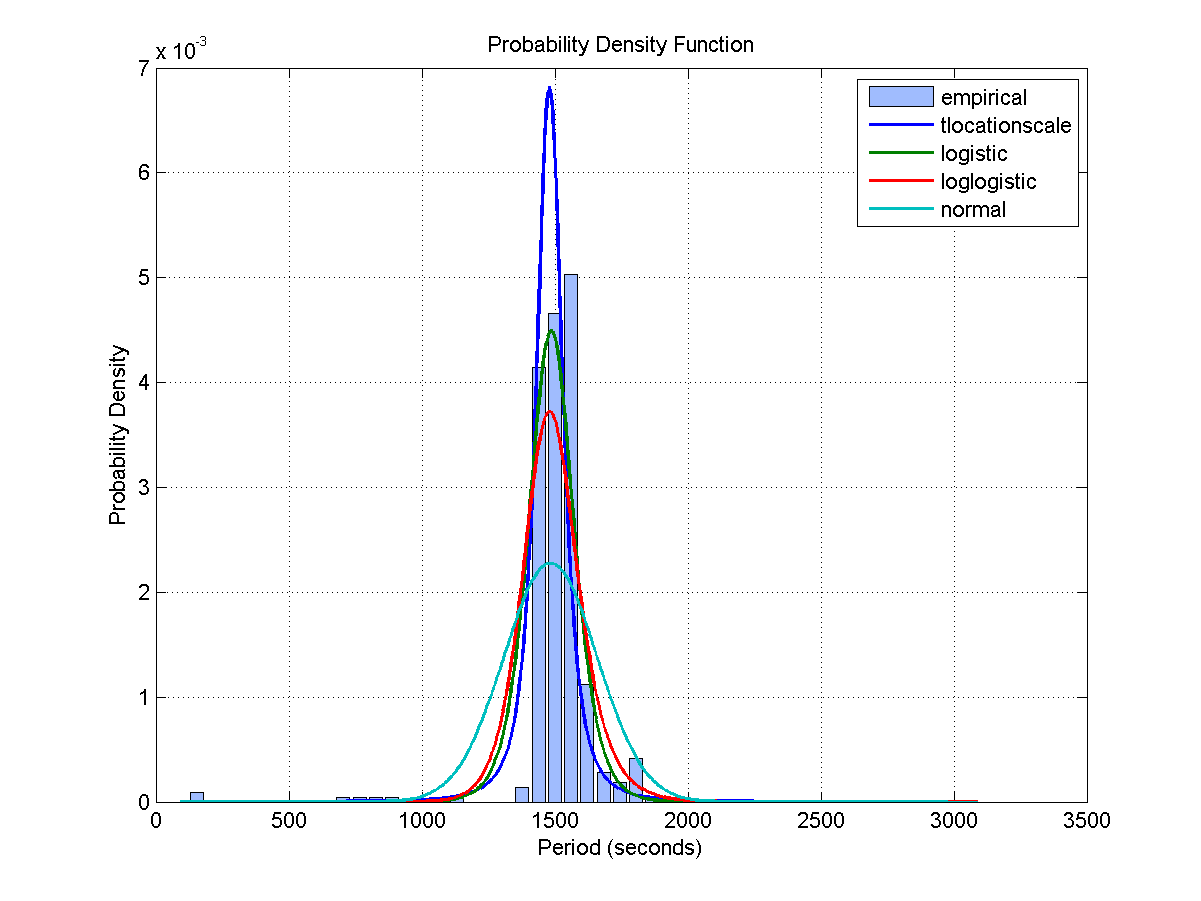 Probability Density Function
x 10^-3
7
6
5
4
3
2
1
0
Probability Density
0 500 1000 1500 2000 2500 3000 3500
Period (seconds)
empirical
tlocationscale
logistic
loglogistic
normal